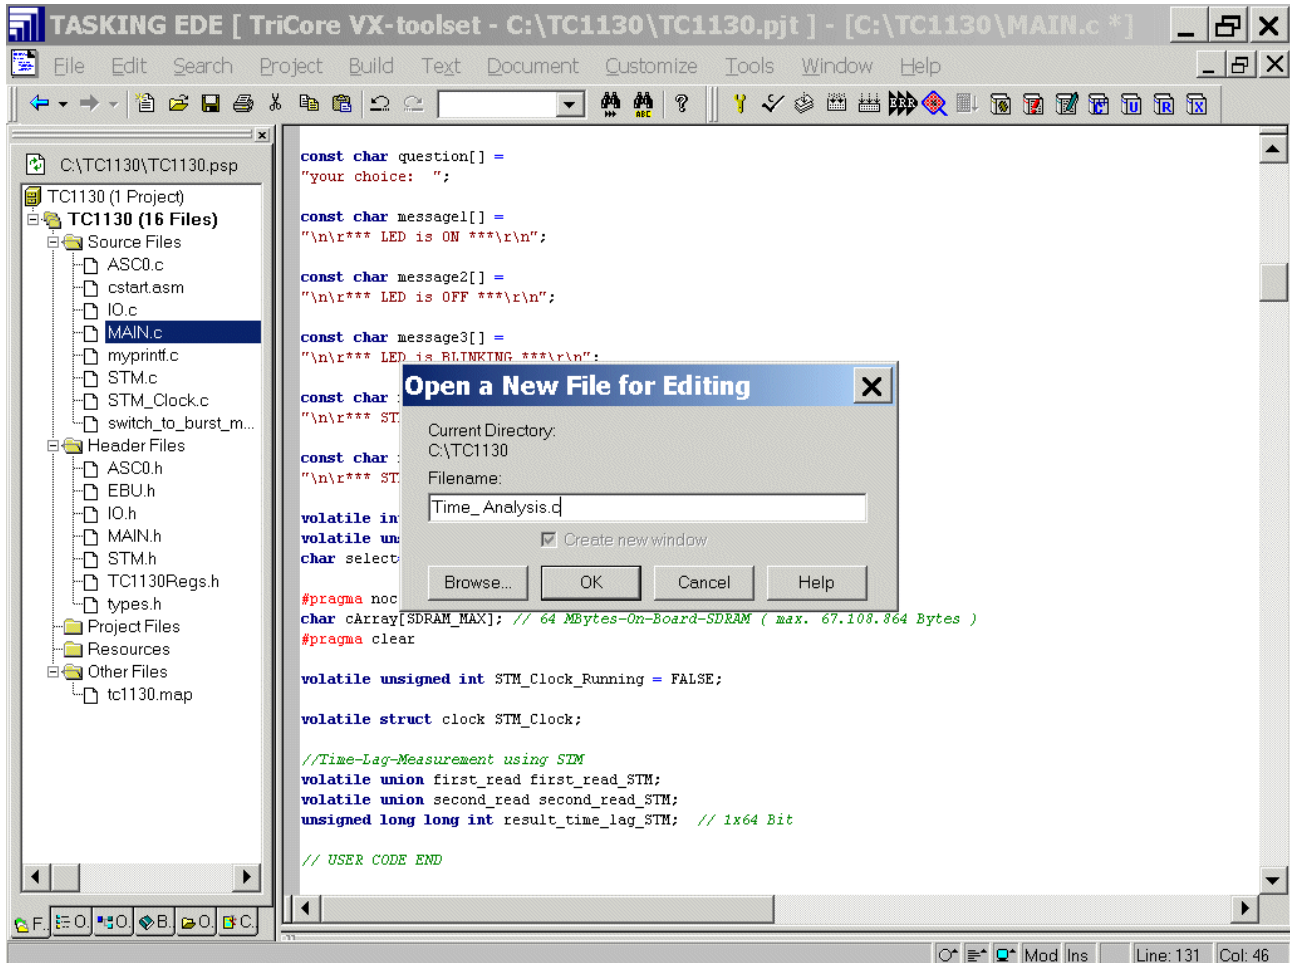 TASKING EDE [ TriCore VX-toolset - C:\TC1130\TC1130.pjt ] - [C:\TC1130\MAIN.c *]
File Edit Search Project Build Text Document Customize Tools Window Help
C:\TC1130\TC1130.psp
TC1130 (1 Project)
TC1130 (16 Files)
Source Files
ASC0.c
cstart.asm
IO.c
MAIN.c
myprintf.c
STM.c
STM_Clock.c
switch_to_burst_m...
Header Files
ASC0.h
EBU.h
IO.h
MAIN.h
STM.h
TC1130Regs.h
types.h
Project Files
Resources
Other Files
tc1130.map
F. O. O. B. O. C.
const char question[] =
"your choice:  ";
const char message1[] =
"\n\r*** LED is ON ***\r\n";
const char message2[] =
"\n\r*** LED is OFF ***\r\n";
const char message3[] =
"\n\r*** LED is BLINKING ***\r\n";
const char
"\n\r*** ST
const char
"\n\r*** ST
volatile in
volatile un
char select
#pragma noc
char cArray[SDRAM_MAX]; // 64 MBytes-On-Board-SDRAM ( max. 67.108.864 Bytes )
#pragma clear
volatile unsigned int STM_Clock_Running = FALSE;
volatile struct clock STM_Clock;
//Time-Lag-Measurement using STM
volatile union first_read first_read_STM;
volatile union second_read second_read_STM;
unsigned long long int result_time_lag_STM;  // 1x64 Bit
// USER CODE END
Open a New File for Editing
Current Directory:
C:\TC1130
Filename:
Time_Analysis.c
Create new window
Browse... OK Cancel Help
Mod Ins Line: 131 Col: 46